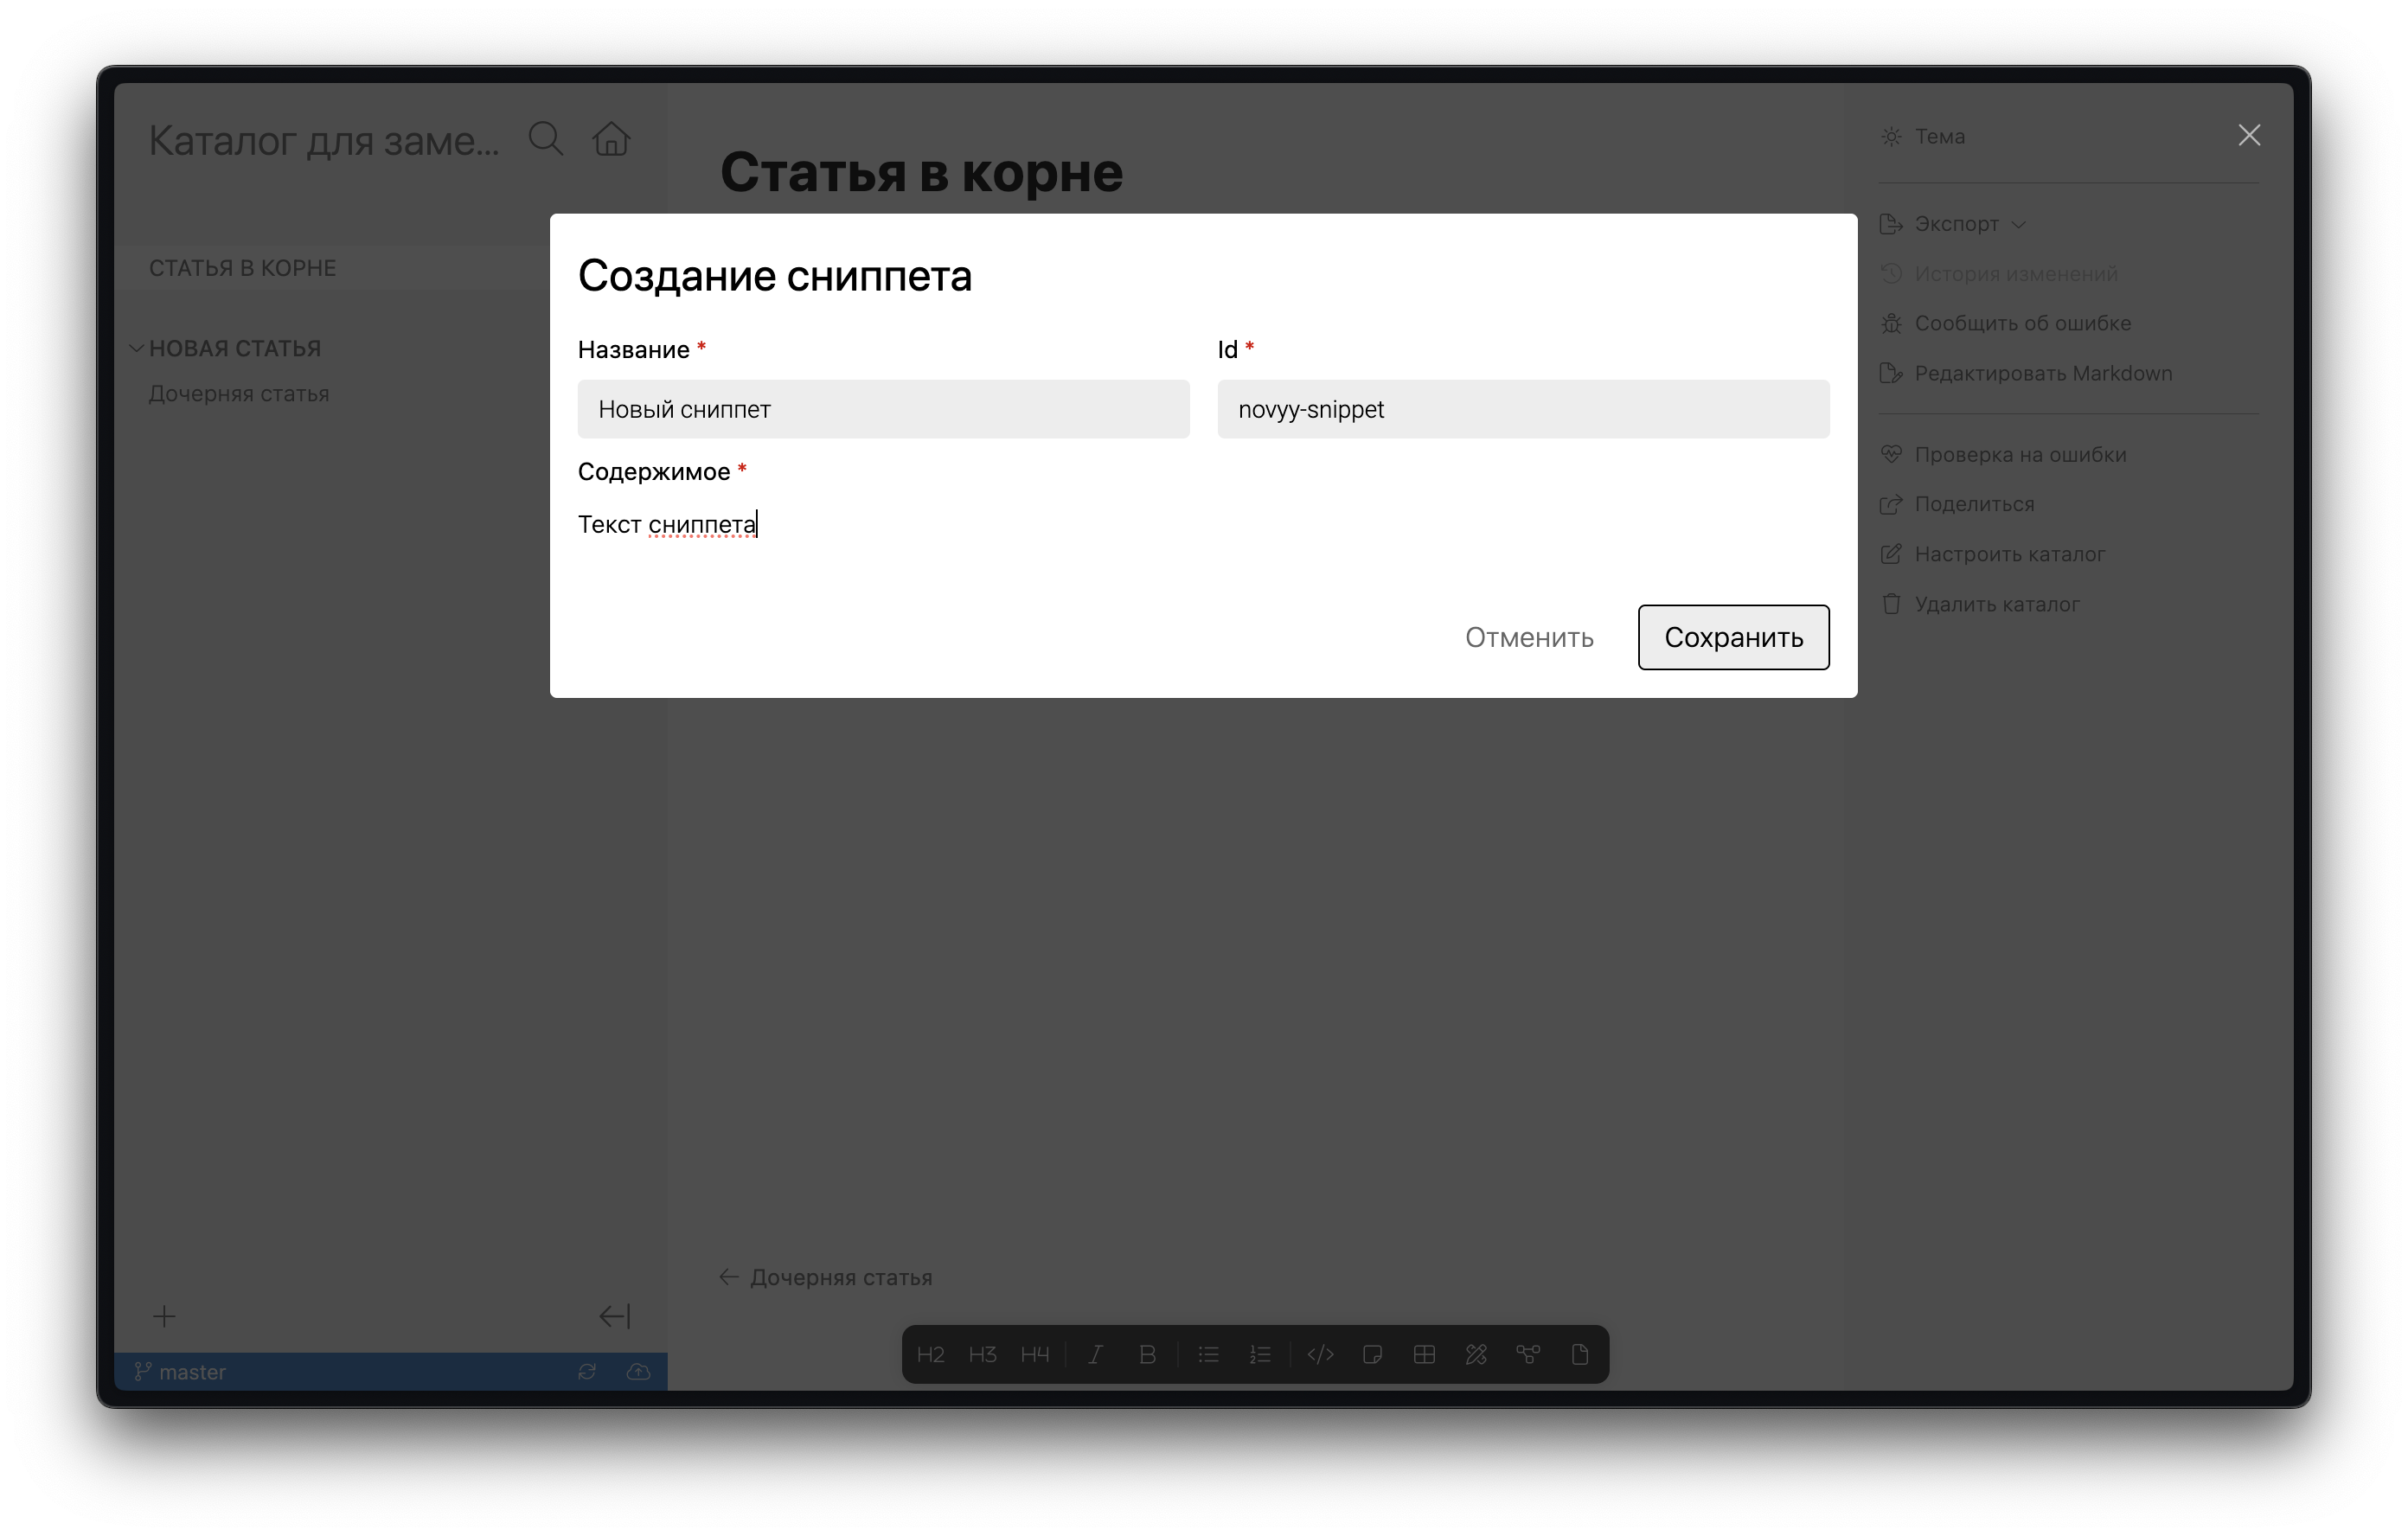 Каталог для заме...
СТАТЬЯ В КОРНЕ
НОВАЯ СТАТЬЯ
Дочерняя статья
master
Статья в корне
Создание сниппета
Название *
Id *
Новый сниппет
novyy-snippet
Содержимое *
Текст сниппета
Отменить
Сохранить
Дочерняя статья
H2 H3 H4 I B
Тема
Экспорт
История изменений
Сообщить об ошибке
Редактировать Markdown
Проверка на ошибки
Поделиться
Настроить каталог
Удалить каталог